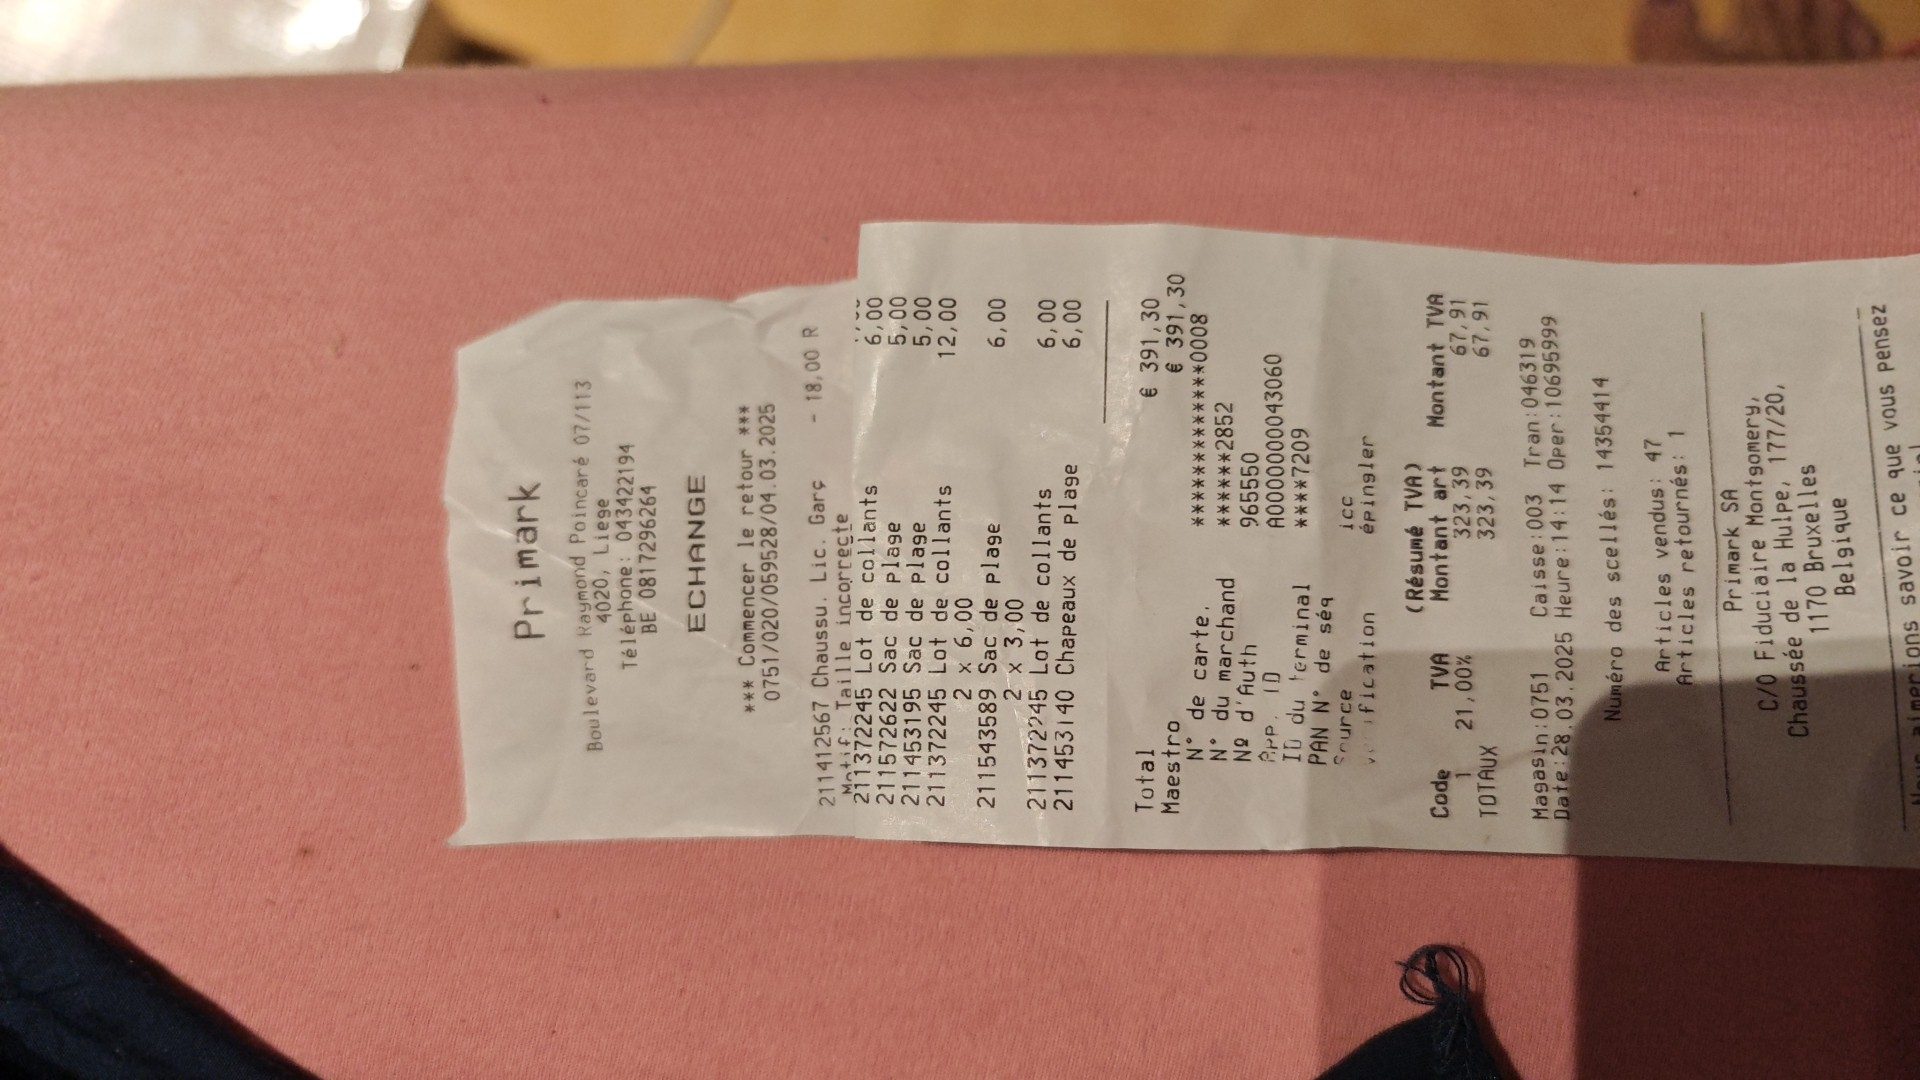 Primark
Boulevard Raymond Poincaré 07/113
4020, Liege
Téléphone: 043422194
BE 0817296264
ECHANGE
*** Commencer le retour ***
0751/020/059528/04.03.2025
211412567 Chaussu. Lic. Garç - 18,00 R
Motif: Taille incorrecte
211372245 Lot de collants 6,00
211572622 Sac de plage 5,00
211453195 Sac de plage 5,00
211372245 Lot de collants 12,00
2 x 6,00
211543589 Sac de plage 6,00
2 x 3,00
211372245 Lot de collants 6,00
211453140 Chapeaux de plage 6,00
Total € 391,30
Maestro € 391,30
N° de carte. ***************0008
N° du marchand ******2852
Nº d'Auth 965550
App. ID A0000000043060
ID du terminal ****7209
PAN N° de séq
Source icc
épingler
(Résumé TVA)
Code TVA Montant art Montant TVA
1 21,00% 323,39 67,91
TOTAUX 323,39 67,91
Magasin:0751 Caisse:003 Tran:046319
Date:28.03.2025 Heure:14:14 Oper:10695999
Numéro des scellés: 14354414
Articles vendus: 47
Articles retournés: 1
Primark SA
C/O Fiduciaire Montgomery,
Chaussée de la Hulpe, 177/20,
1170 Bruxelles
Belgique
Nous aimerions savoir ce que vous pensez